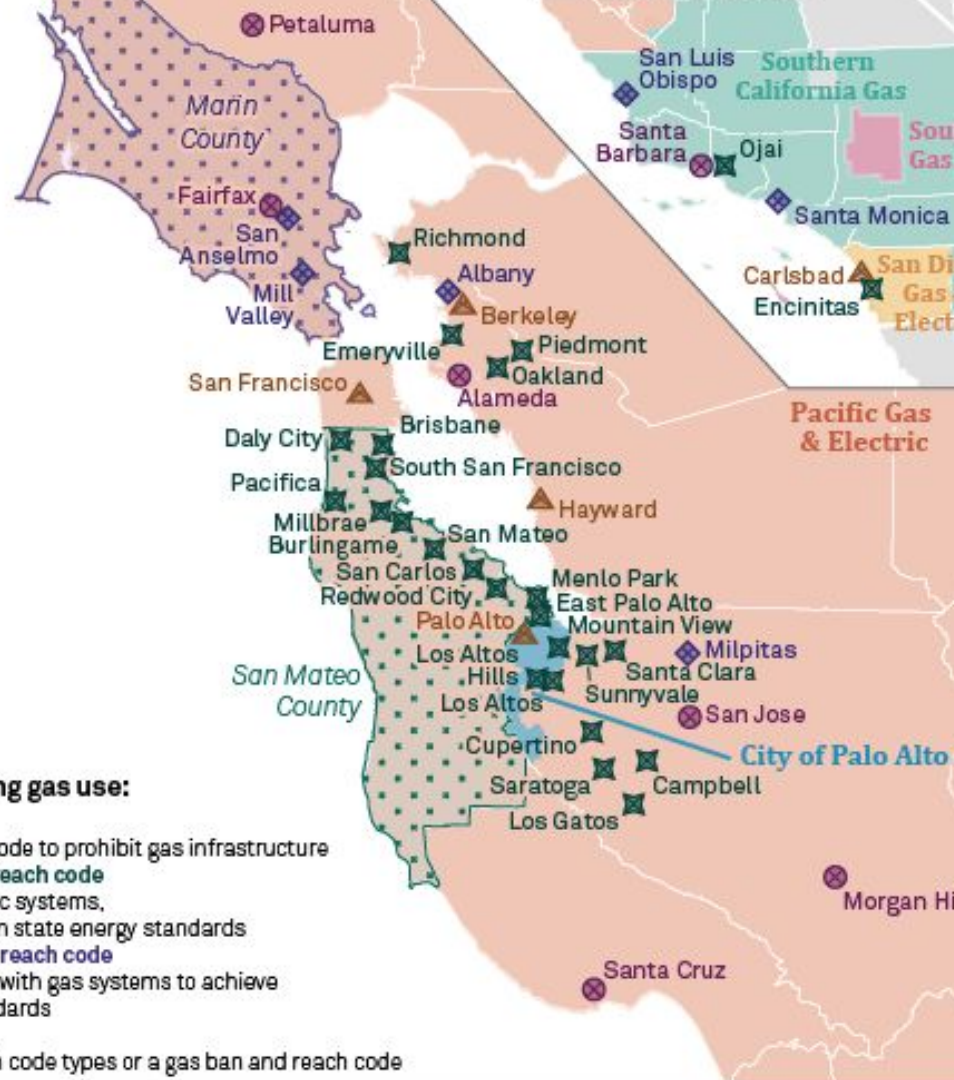 Petaluma
Marin
County
Fairfax
San
Anselmo
Mill
Valley
San Luis
Obispo
Southern
California Gas
Santa
Barbara
Ojai
Sou
Gas
Santa Monica
Carlsbad
Encinitas
San Di
Gas
Elect
Richmond
Albany
Berkeley
Emeryville
Piedmont
Oakland
Alameda
San Francisco
Pacific Gas
& Electric
Daly City
Brisbane
South San Francisco
Pacifica
Hayward
Millbrae
Burlingame
San Mateo
San Carlos
Redwood City
Menlo Park
East Palo Alto
Palo Alto
Mountain View
Los Altos
Hills
Milpitas
Santa Clara
Sunnyvale
Los Altos
San Mateo
County
San Jose
Cupertino
City of Palo Alto
Saratoga
Campbell
Los Gatos
Morgan Hi
Santa Cruz
ng gas use:
ode to prohibit gas infrastructure
reach code
c systems,
n state energy standards
reach code
with gas systems to achieve
dards
n code types or a gas ban and reach code